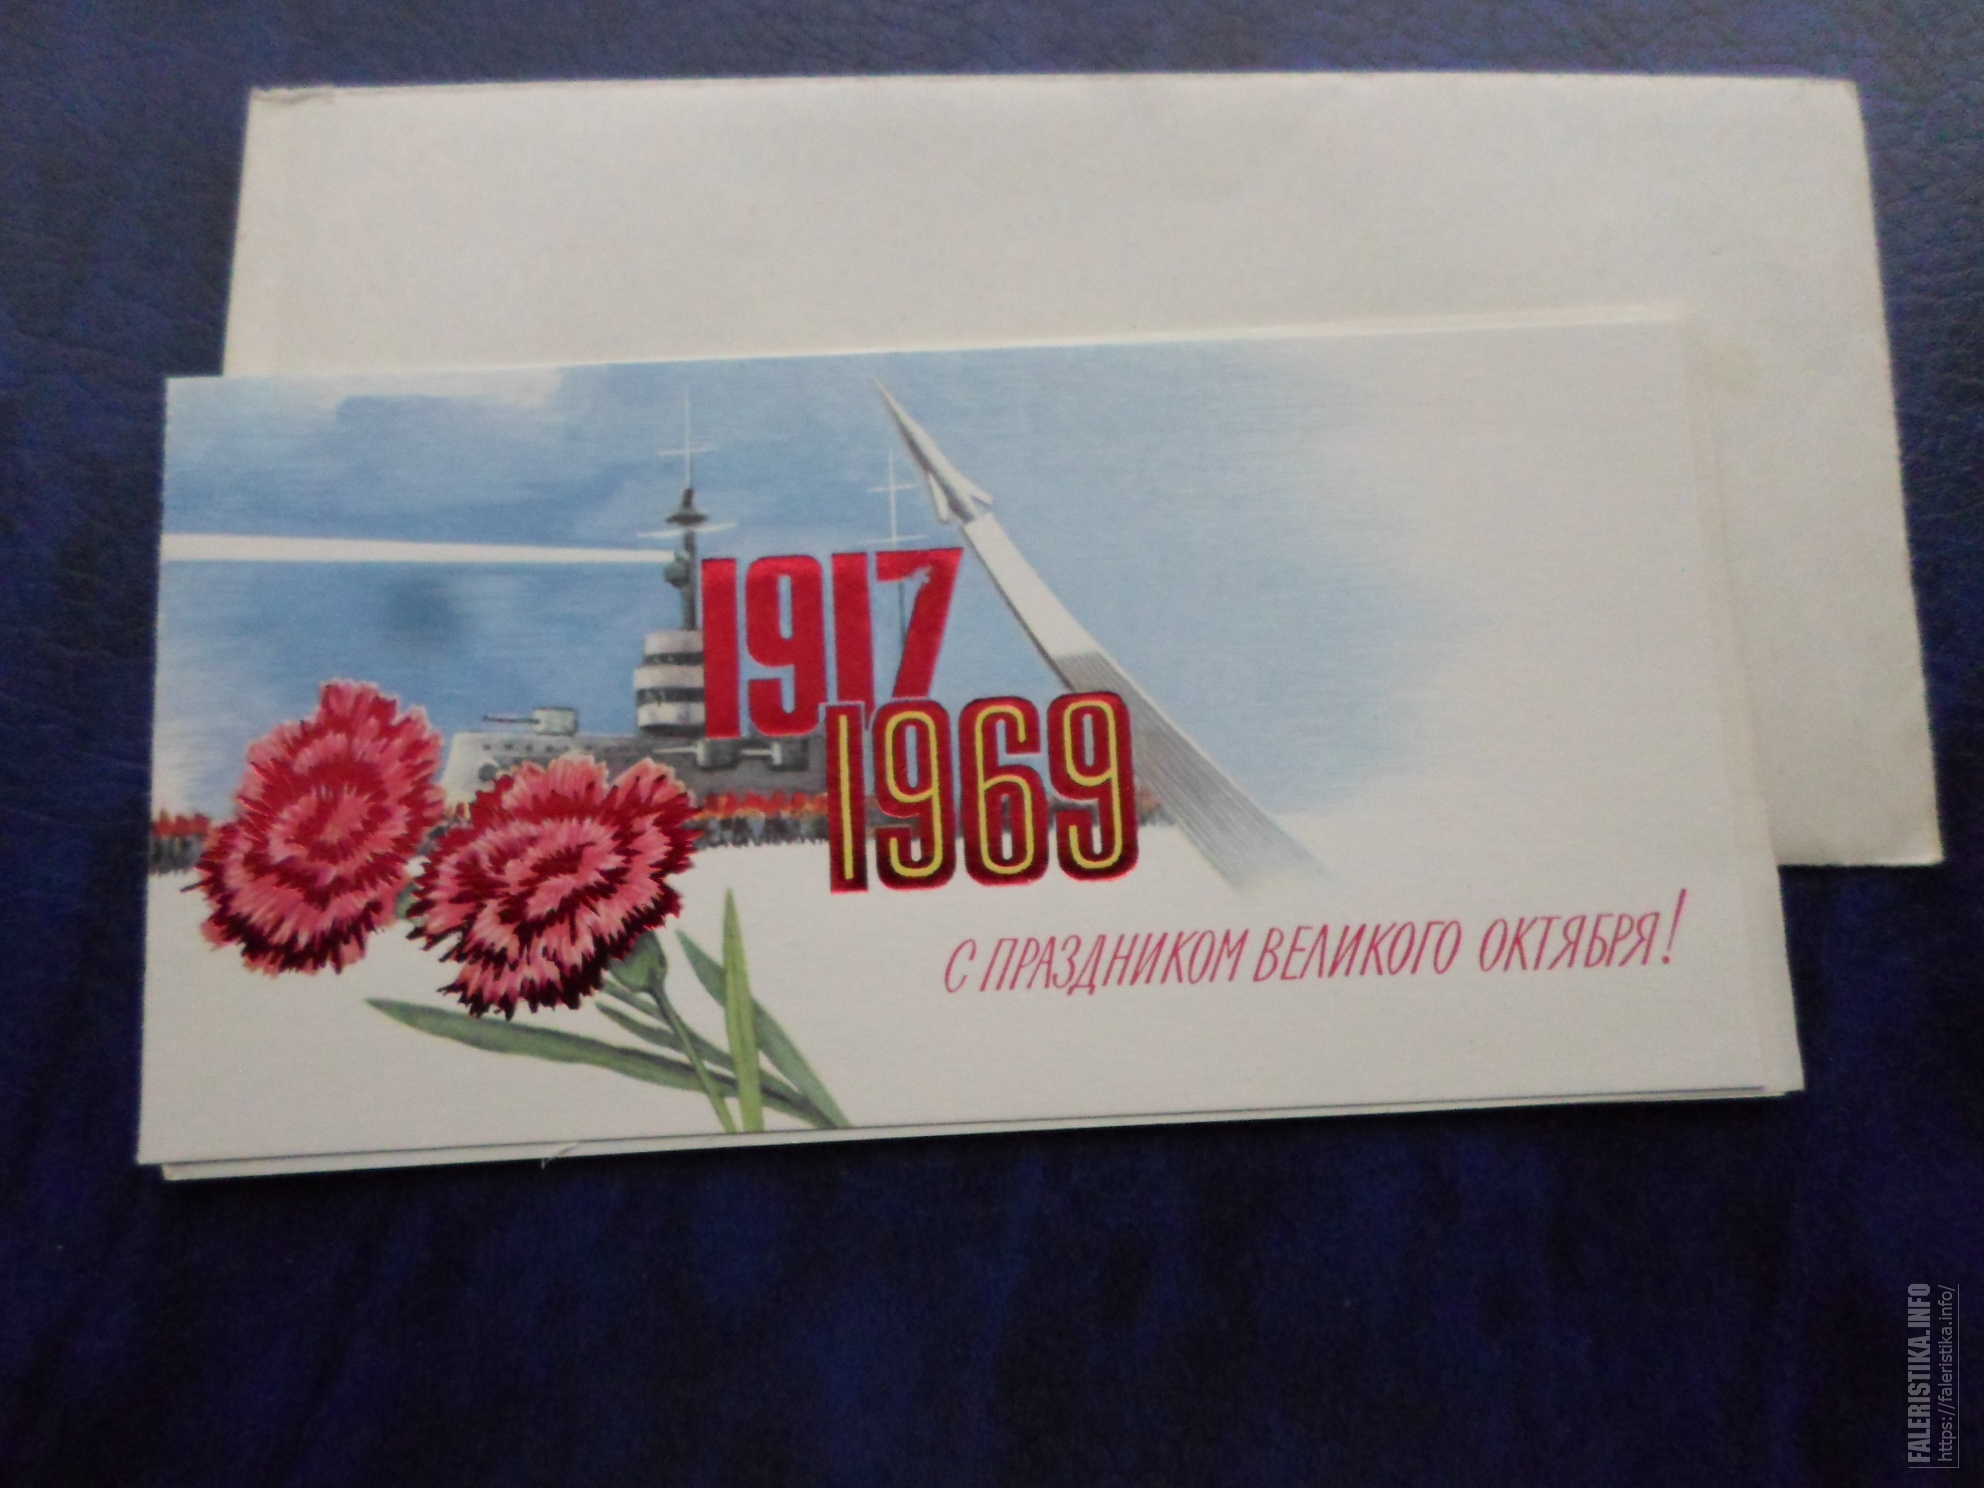 1917
1969
С ПРАЗДНИКОМ ВЕЛИКОГО ОКТЯБРЯ!
FALERISTIKA.INFO
https://faleristika.info/